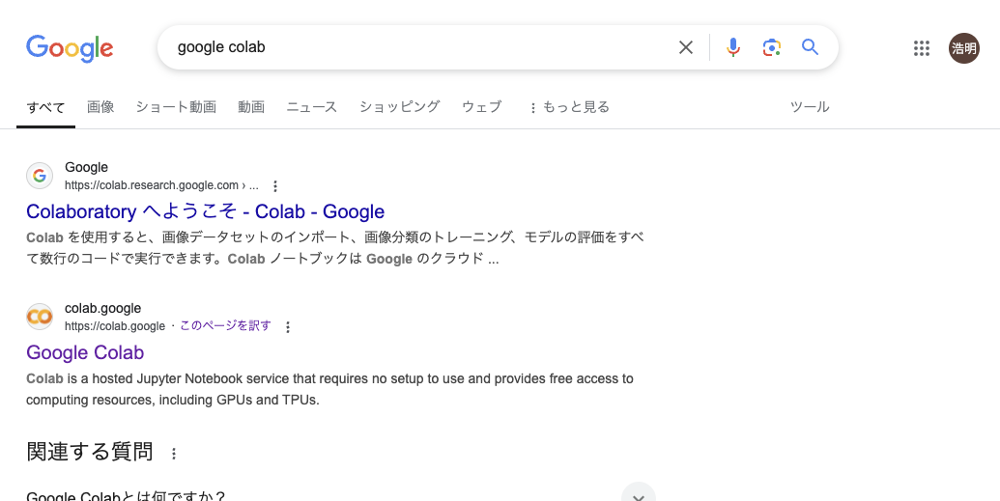 Google
google colab
浩明
すべて 画像 ショート動画 動画 ニュース ショッピング ウェブ もっと見る ツール
Google
https://colab.research.google.com › ...
Colaboratory へようこそ - Colab - Google
Colab を使用すると、画像データセットのインポート、画像分類のトレーニング、モデルの評価をすべ
て数行のコードで実行できます。Colab ノートブックは Google のクラウド ...
colab.google
https://colab.google · このページを訳す
Google Colab
Colab is a hosted Jupyter Notebook service that requires no setup to use and provides free access to
computing resources, including GPUs and TPUs.
関連する質問
Google Colabとは何ですか？